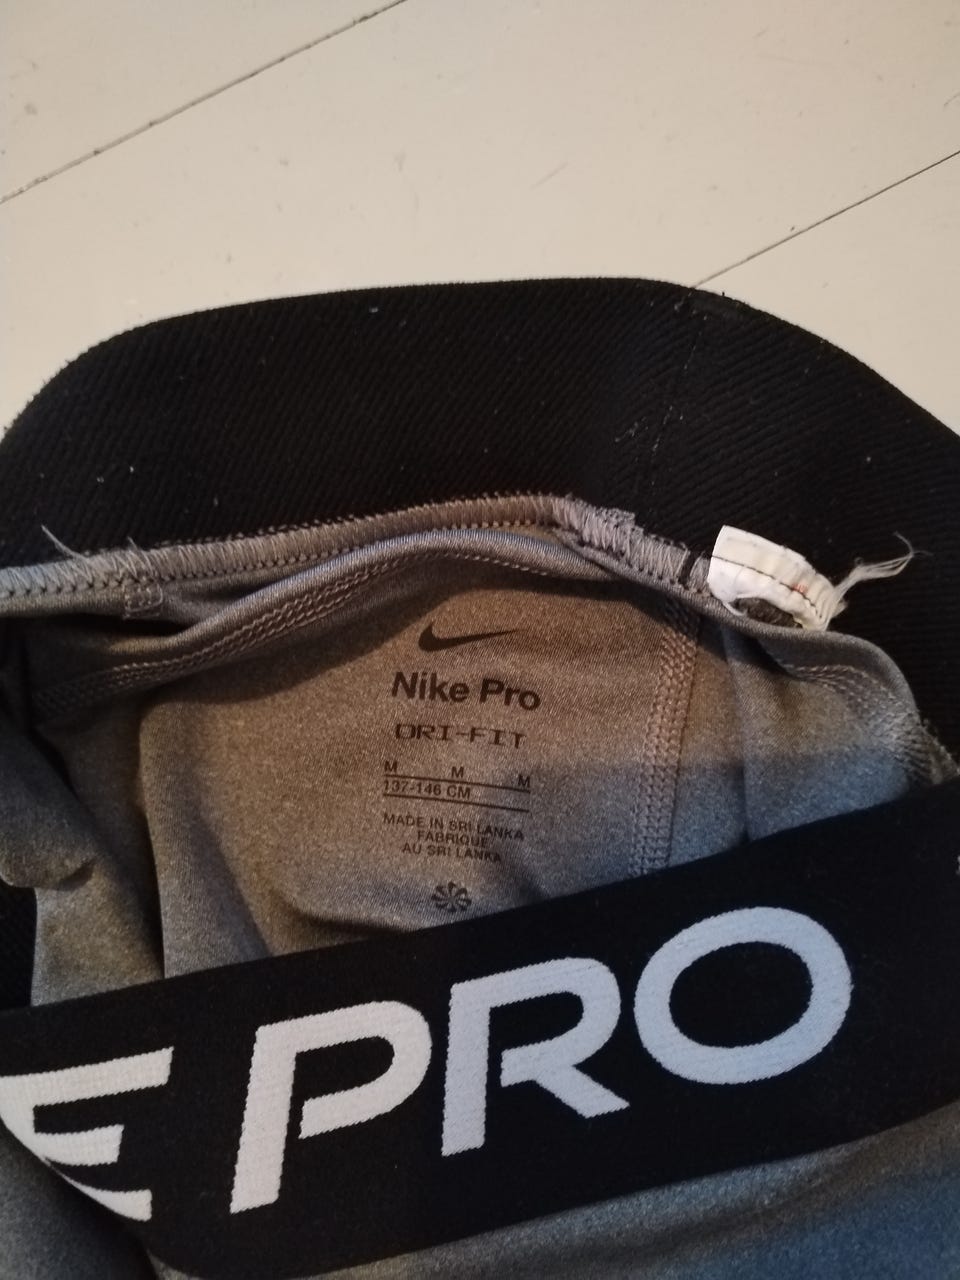 Nike Pro
DRI-FIT
M M M
137-146 CM
MADE IN SRI LANKA
FABRIQUE
AU SRI LANKA
E PRO